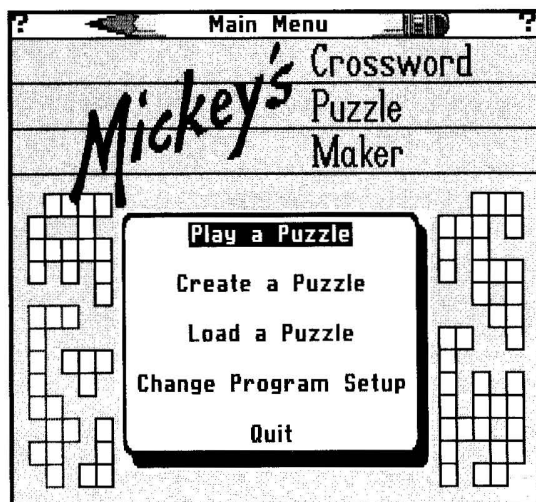 ? Main Menu ?
Mickey's Crossword
Puzzle
Maker
Play a Puzzle
Create a Puzzle
Load a Puzzle
Change Program Setup
Quit